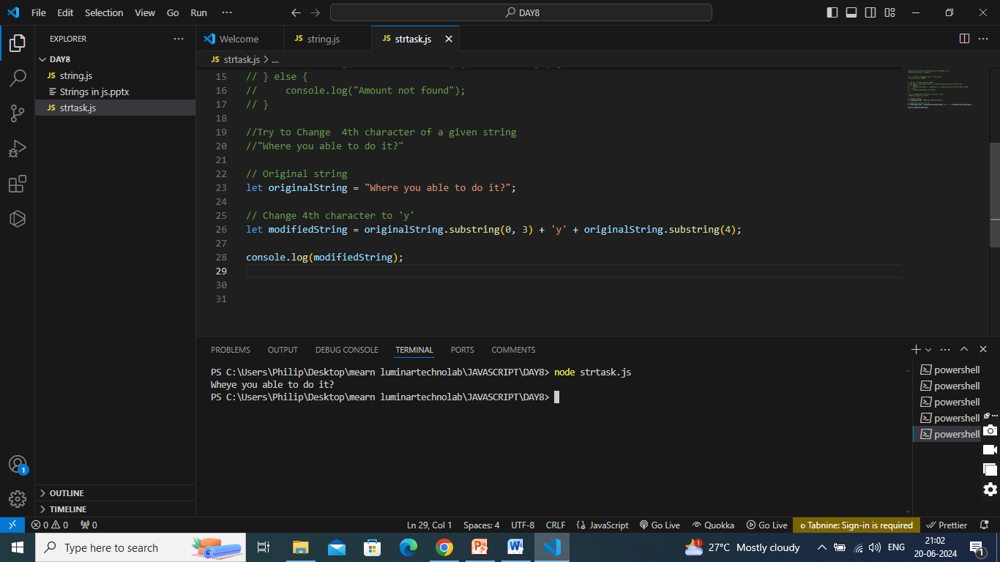 File Edit Selection View Go Run ···
DAY8
EXPLORER ···
DAY8
JS string.js
Strings in js.pptx
JS strtask.js
OUTLINE
TIMELINE
Welcome
JS string.js
JS strtask.js
JS strtask.js > ...
15 // } else {
16 //     console.log("Amount not found");
17 // }
18
19 //Try to Change  4th character of a given string
20 //"Where you able to do it?"
21
22 // Original string
23 let originalString = "Where you able to do it?";
24
25 // Change 4th character to 'y'
26 let modifiedString = originalString.substring(0, 3) + 'y' + originalString.substring(4);
27
28 console.log(modifiedString);
29
30
31
PROBLEMS OUTPUT DEBUG CONSOLE TERMINAL PORTS COMMENTS
PS C:\Users\Philip\Desktop\mearn luminartechnolab\JAVASCRIPT\DAY8> node strtask.js
Wheye you able to do it?
PS C:\Users\Philip\Desktop\mearn luminartechnolab\JAVASCRIPT\DAY8>
powershell
powershell
powershell
powershell
powershell
1
0 0 0 Ln 29, Col 1 Spaces: 4 UTF-8 CRLF {} JavaScript Go Live Quokka Go Live Tabnine: Sign-in is required Prettier
Type here to search
1 27°C Mostly cloudy ENG
21:02
20-06-2024
1